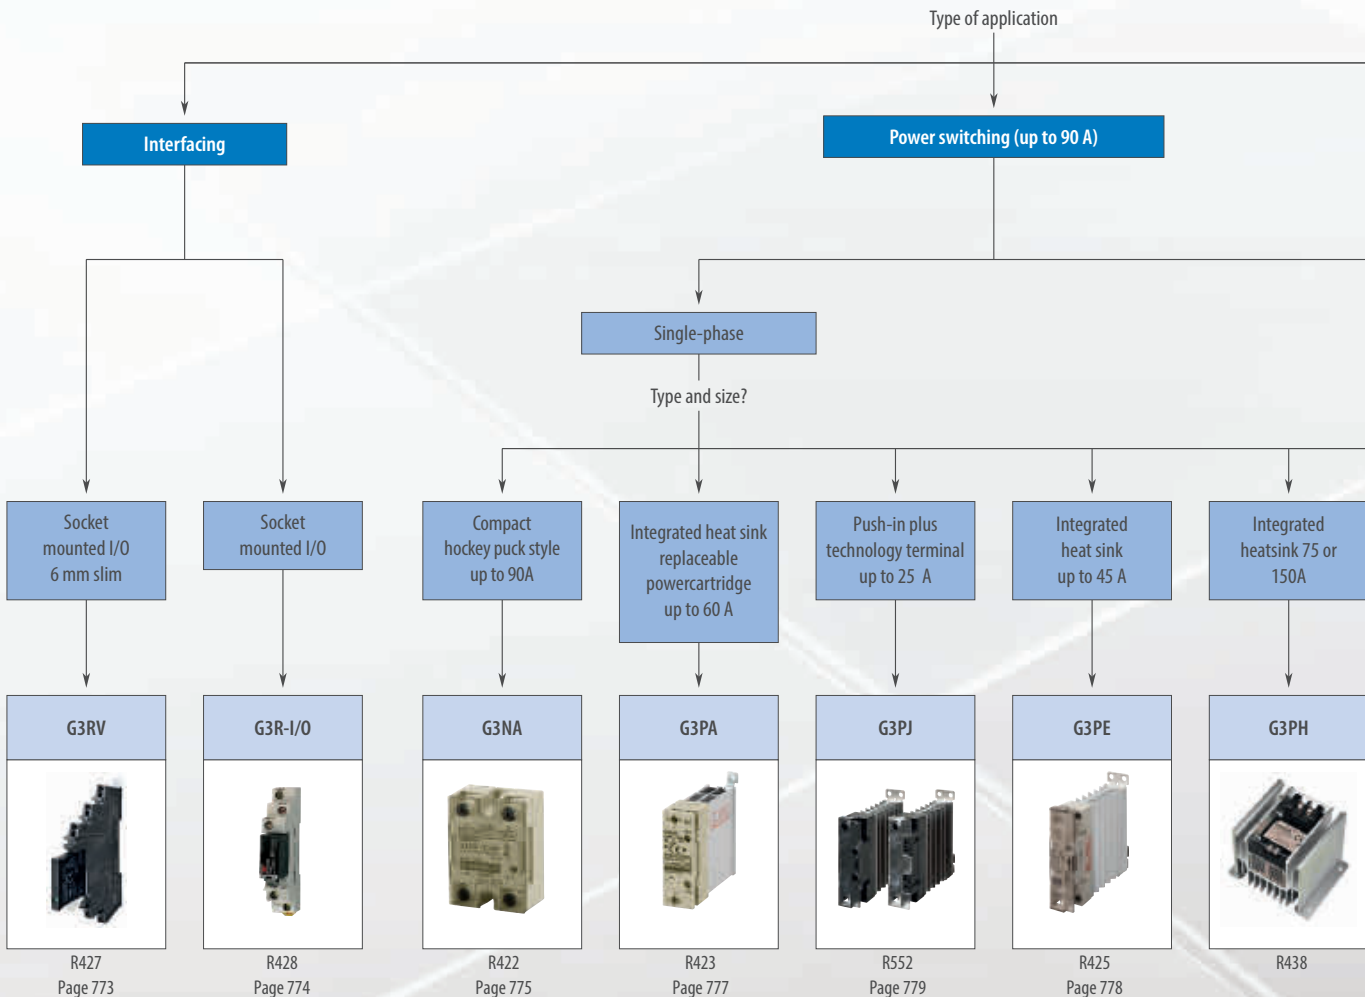 Type of application
Interfacing
Power switching (up to 90 A)
Single-phase
Type and size?
Socket
mounted I/O
6 mm slim
Socket
mounted I/O
Compact
hockey puck style
up to 90A
Integrated heat sink
replaceable
powercartridge
up to 60 A
Push-in plus
technology terminal
up to 25 A
Integrated
heat sink
up to 45 A
Integrated
heatsink 75 or
150A
G3RV
G3R-I/O
G3NA
G3PA
G3PJ
G3PE
G3PH
R427
Page 773
R428
Page 774
R422
Page 775
R423
Page 777
R552
Page 779
R425
Page 778
R438